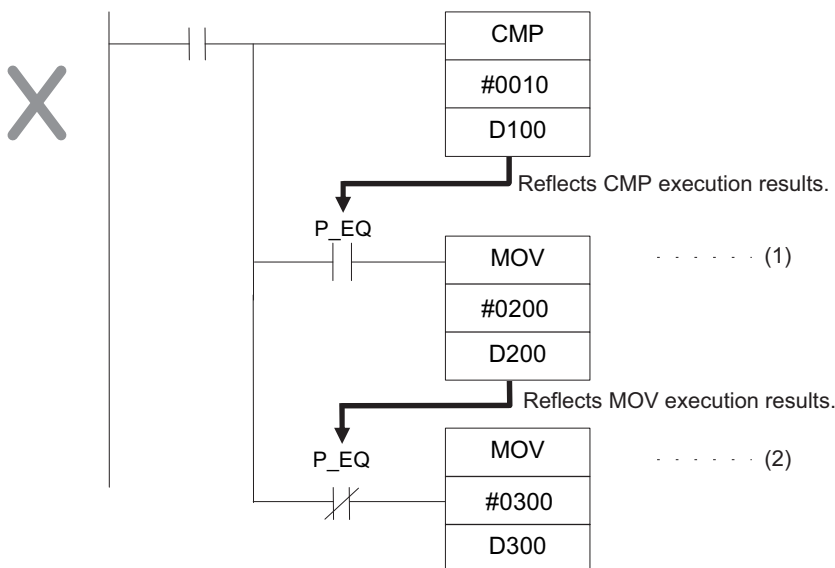 CMP
#0010
D100
Reflects CMP execution results.
P_EQ
MOV
(1)
#0200
D200
Reflects MOV execution results.
P_EQ
MOV
(2)
#0300
D300